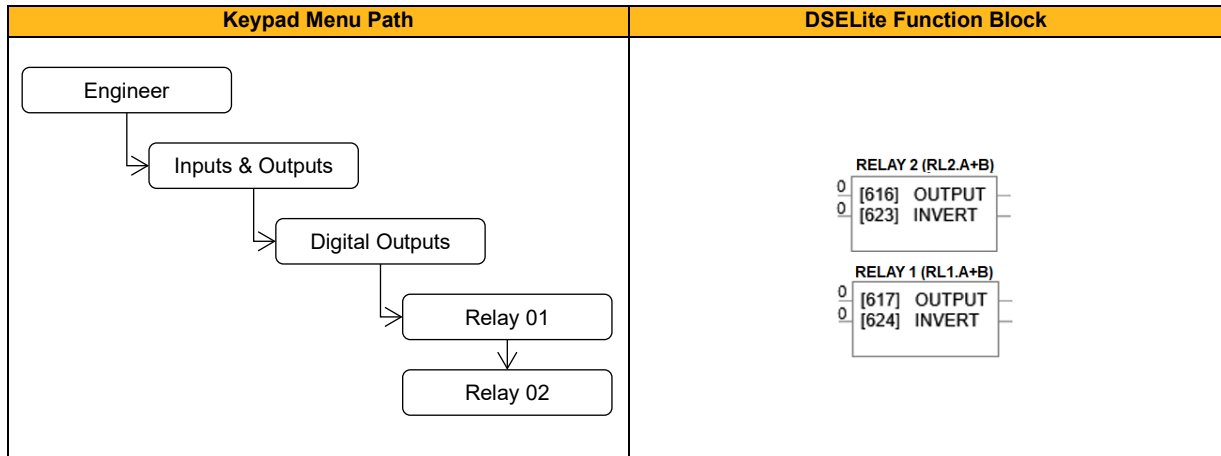 Keypad Menu Path
DSELite Function Block
Engineer
Inputs & Outputs
Digital Outputs
Relay 01
Relay 02
RELAY 2 (RL2.A+B)
0 [616] OUTPUT
0 [623] INVERT
RELAY 1 (RL1.A+B)
0 [617] OUTPUT
0 [624] INVERT